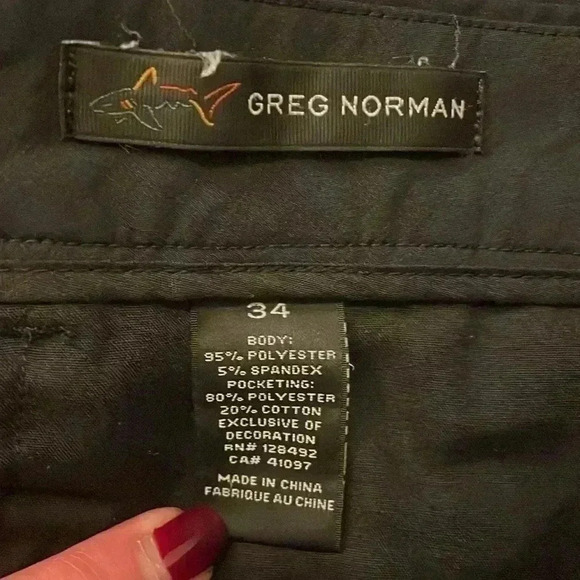 GREG NORMAN
34
BODY:
95% POLYESTER
5% SPANDEX
POCKETING:
80% POLYESTER
20% COTTON
EXCLUSIVE OF
DECORATION
RN# 128492
CA# 41097
MADE IN CHINA
FABRIQUE AU CHINE